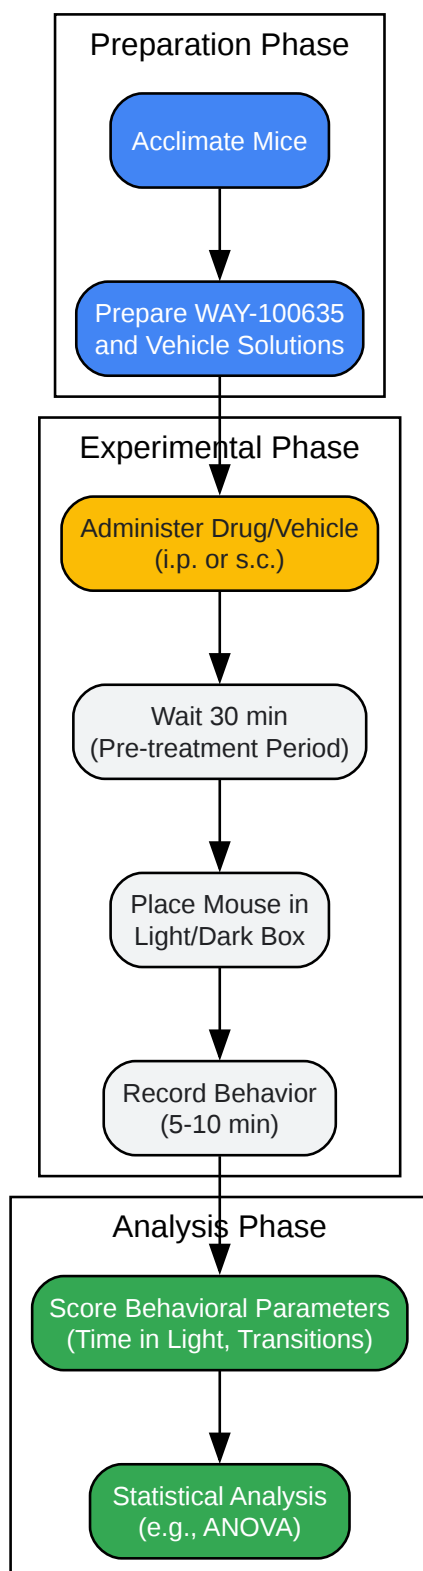 Preparation Phase
Acclimate Mice
Prepare WAY-100635
and Vehicle Solutions
Experimental Phase
Administer Drug/Vehicle
(i.p. or s.c.)
Wait 30 min
(Pre-treatment Period)
Place Mouse in
Light/Dark Box
Record Behavior
(5-10 min)
Analysis Phase
Score Behavioral Parameters
(Time in Light, Transitions)
Statistical Analysis
(e.g., ANOVA)